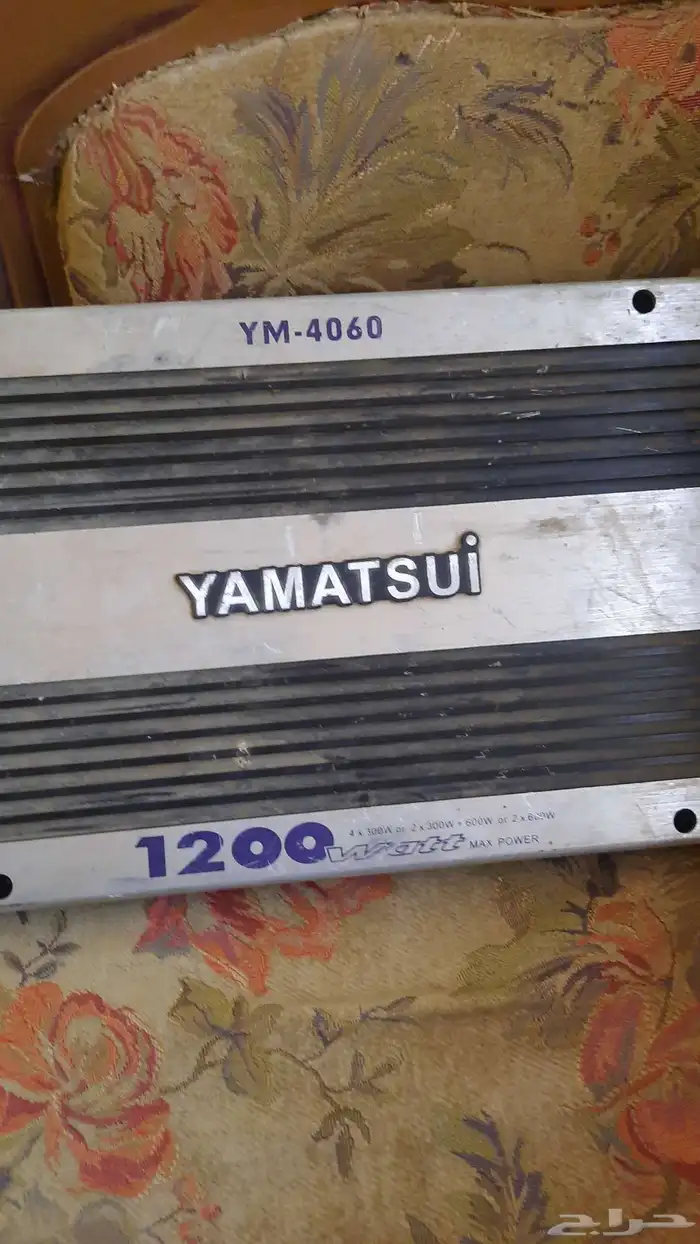 YM-4060
YAMATSUi
4 x 300W or 2 x 300W + 600W or 2 x 600W
1200 watt MAX POWER
حراج